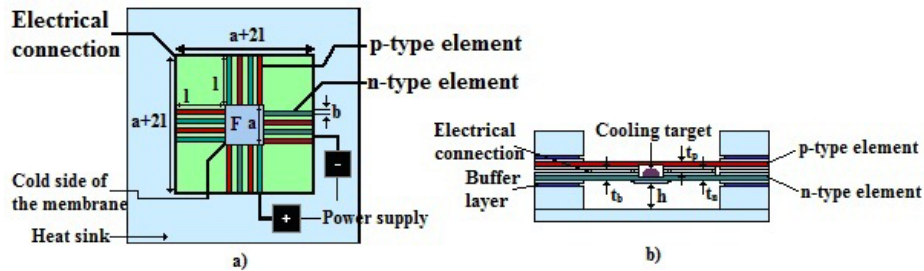 Electrical
connection
a+2l
p-type element
n-type element
l
l
b
a+2l
F
a
-
Cold side of
the membrane
+
Power supply
Heat sink
a)
Electrical
connection
Cooling target
tp
p-type element
Buffer
layer
tb
h
tn
n-type element
b)